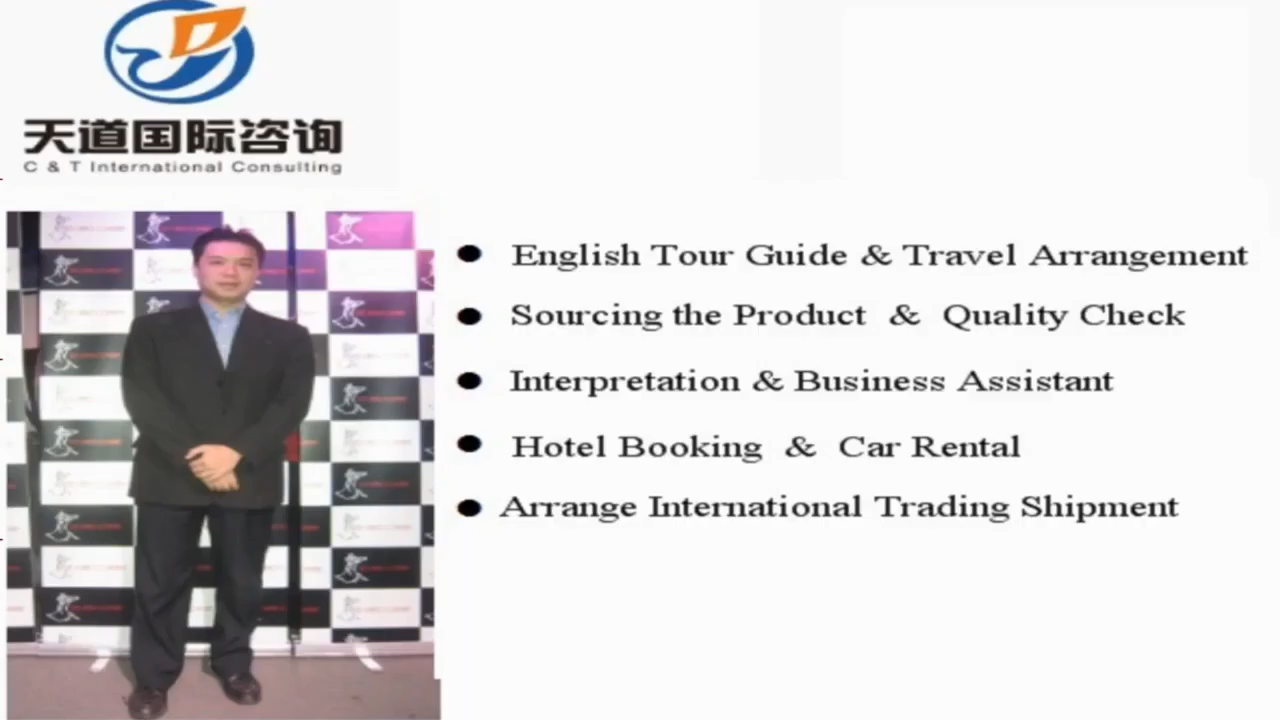 天道国际咨询
C & T International Consulting
● English Tour Guide & Travel Arrangement
● Sourcing the Product & Quality Check
● Interpretation & Business Assistant
● Hotel Booking & Car Rental
● Arrange International Trading Shipment